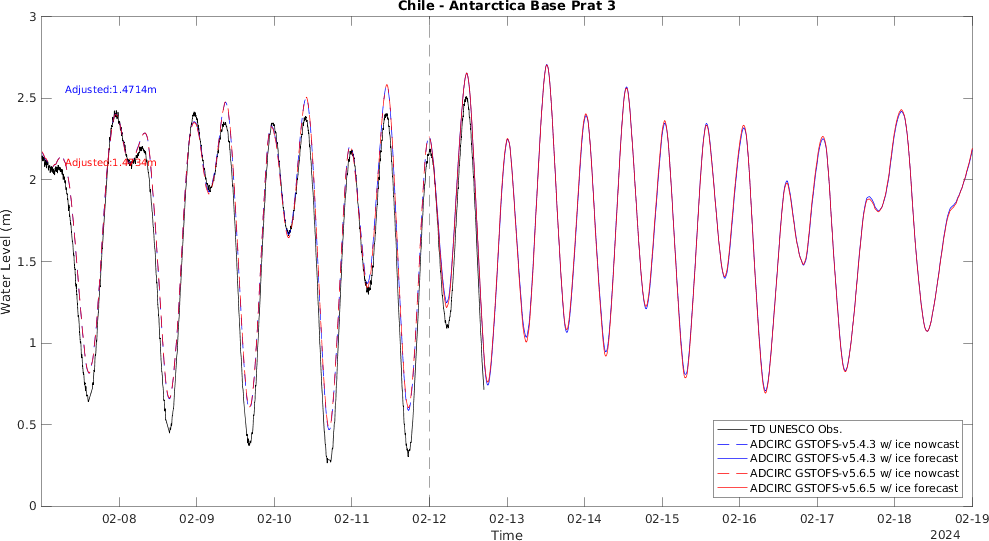 Chile - Antarctica Base Prat 3
3
2.5
2
1.5
1
0.5
0
Water Level (m)
Adjusted:1.4714m
02-08
02-09
02-10
02-11
02-12
02-13
02-14
02-15
02-16
02-17
02-18
02-19
Time
2024
TD UNESCO Obs.
ADCIRC GSTOFS-v5.4.3 w/ ice nowcast
ADCIRC GSTOFS-v5.4.3 w/ ice forecast
ADCIRC GSTOFS-v5.6.5 w/ ice nowcast
ADCIRC GSTOFS-v5.6.5 w/ ice forecast